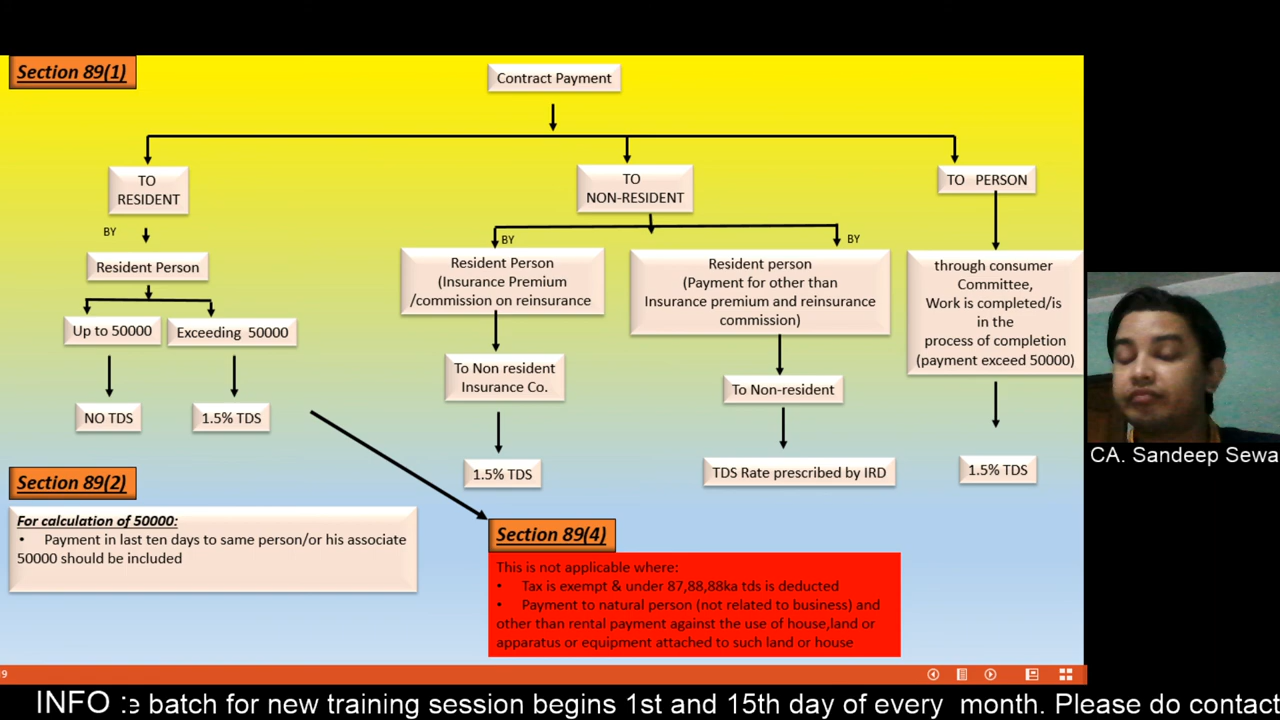 Section 89(1)
Contract Payment
TO
RESIDENT
TO
NON-RESIDENT
TO PERSON
BY
BY
BY
Resident Person
Resident Person
(Insurance Premium
/commission on reinsurance
Resident person
(Payment for other than
Insurance premium and reinsurance
commission)
through consumer
Committee,
Work is completed/is
in the
process of completion
(payment exceed 50000)
Up to 50000
Exceeding 50000
To Non resident
Insurance Co.
To Non-resident
NO TDS
1.5% TDS
1.5% TDS
TDS Rate prescribed by IRD
1.5% TDS
CA. Sandeep Sewa
Section 89(2)
For calculation of 50000:
• Payment in last ten days to same person/or his associate
50000 should be included
Section 89(4)
This is not applicable where:
• Tax is exempt & under 87,88,88ka tds is deducted
• Payment to natural person (not related to business) and
other than rental payment against the use of house,land or
apparatus or equipment attached to such land or house
9
INFO :e batch for new training session begins 1st and 15th day of every month. Please do contact